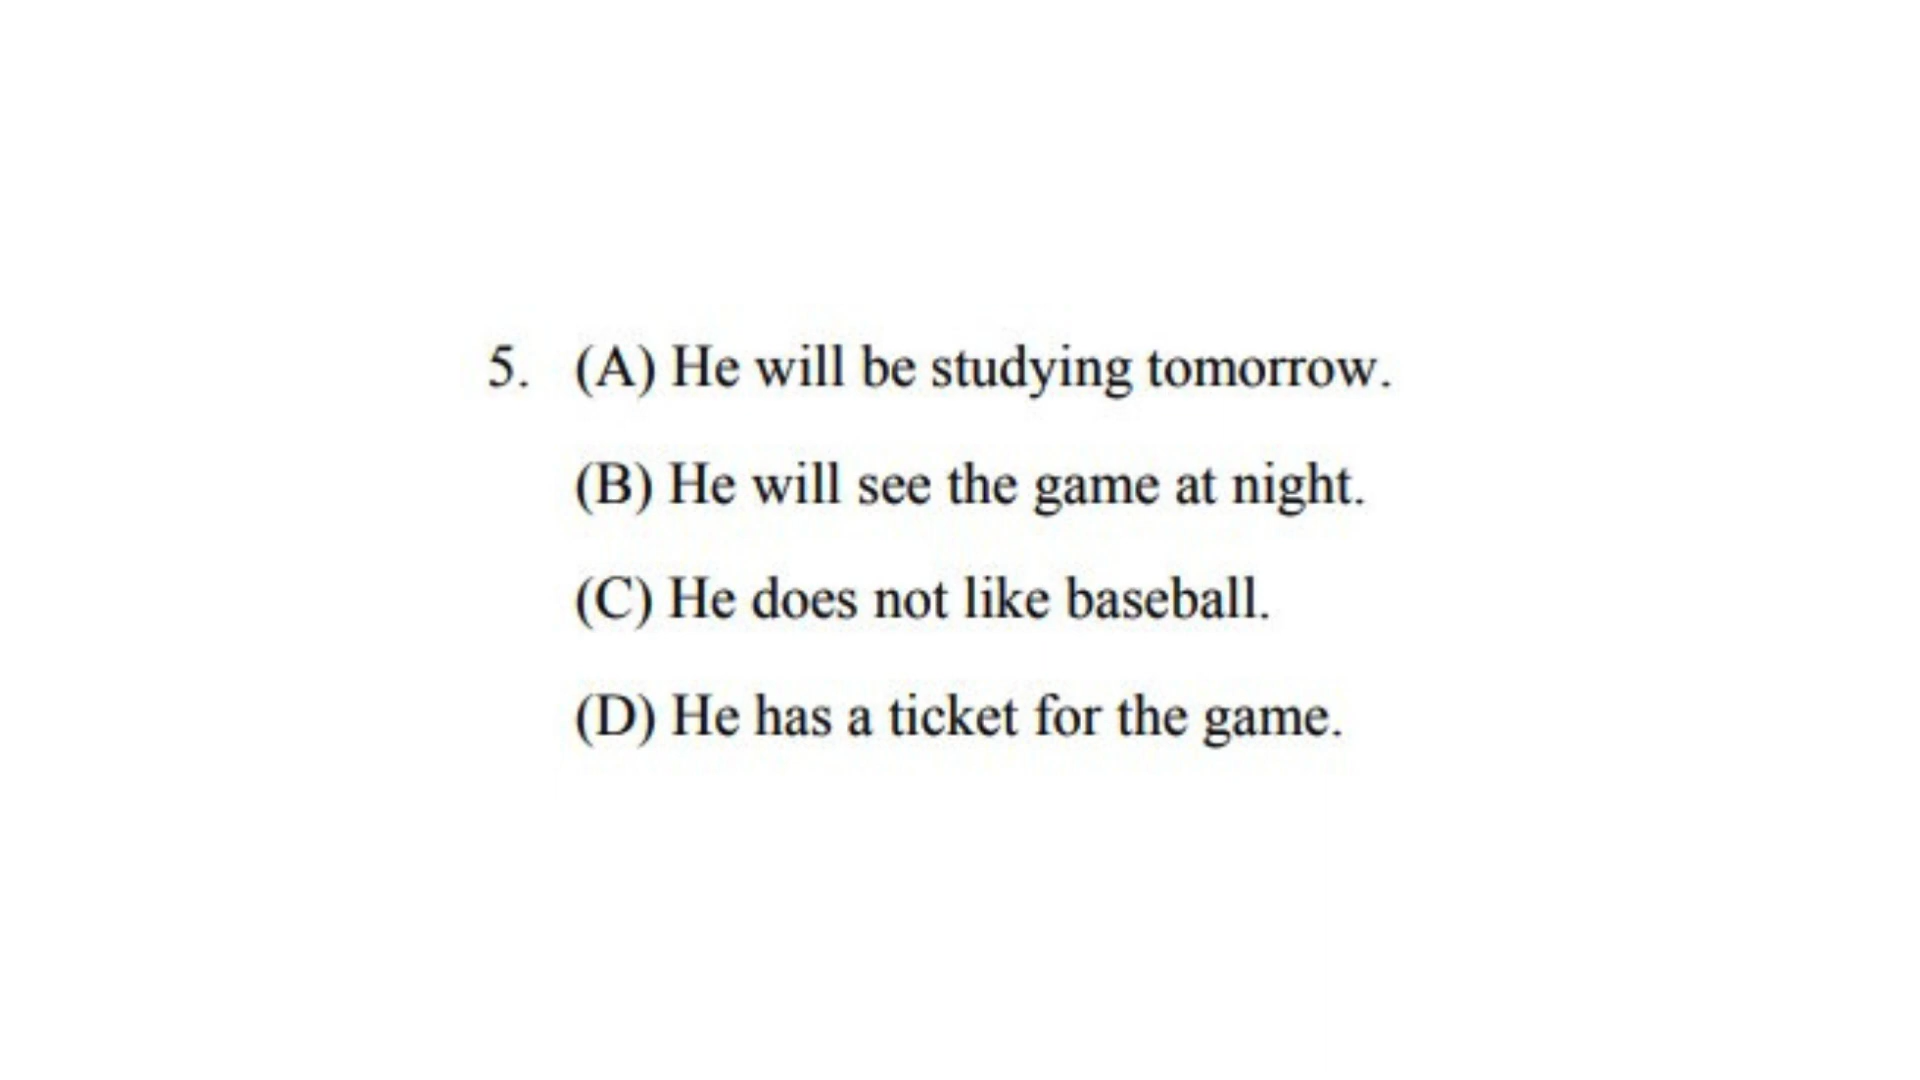 5. (A) He will be studying tomorrow.
(B) He will see the game at night.
(C) He does not like baseball.
(D) He has a ticket for the game.